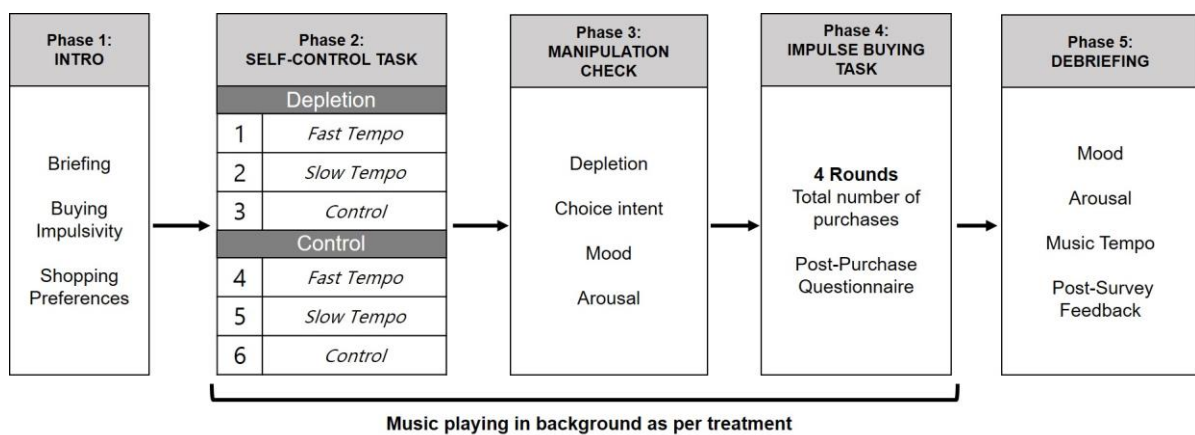 Phase 1:
INTRO
Briefing
Buying
Impulsivity
Shopping
Preferences
Phase 2:
SELF-CONTROL TASK
Depletion
1 Fast Tempo
2 Slow Tempo
3 Control
Control
4 Fast Tempo
5 Slow Tempo
6 Control
Phase 3:
MANIPULATION
CHECK
Depletion
Choice intent
Mood
Arousal
Phase 4:
IMPULSE BUYING
TASK
4 Rounds
Total number of
purchases
Post-Purchase
Questionnaire
Phase 5:
DEBRIEFING
Mood
Arousal
Music Tempo
Post-Survey
Feedback
Music playing in background as per treatment